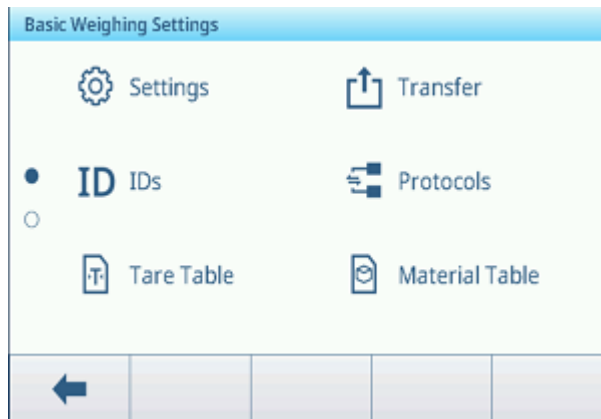 Basic Weighing Settings
Settings
Transfer
ID IDs
Protocols
T Tare Table
Material Table